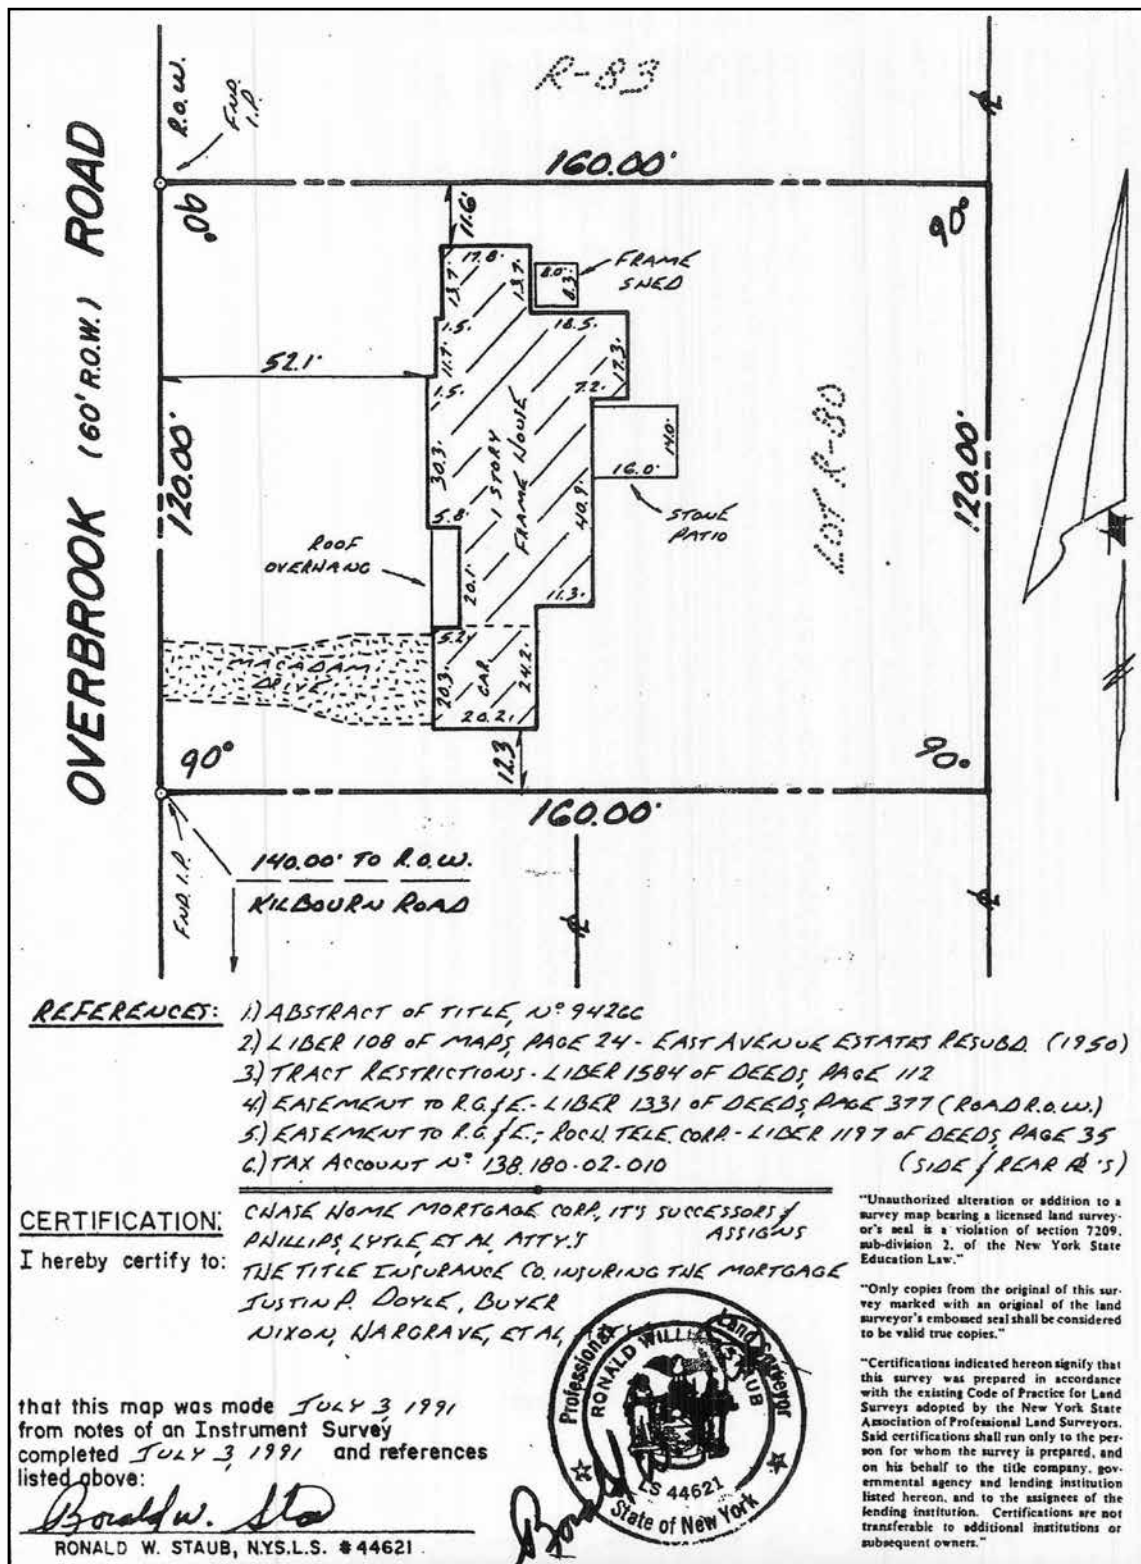 R-83
R.O.W.
FND.
I.P.
OVERBROOK (60' R.O.W.) ROAD
160.00'
90°
90°
11.6'
17.8'
13.7'
13.7'
8.0'
8.3'
FRAME
SHED
1.5'
18.5'
11.7'
17.3'
52.1'
1.5'
7.2'
120.00'
30.3'
1 STORY
FRAME HOUSE
16.0'
14.0'
LOT R-80
120.00'
40.9'
STONE
PATIO
5.8'
ROOF
OVERHANG
20.1'
11.3'
5.2'
MACADAM
DRIVE
20.3'
GAR.
24.2'
20.2'
90°
12.3
90°
160.00'
FND. I.P.
140.00' TO R.O.W.
KILBOURN ROAD
REFERENCES: 1.) ABSTRACT OF TITLE, Nº 94266
2.) LIBER 108 OF MAPS, PAGE 24 - EAST AVENUE ESTATES RESUBD. (1950)
3.) TRACT RESTRICTIONS - LIBER 1584 OF DEEDS, PAGE 112
4.) EASEMENT TO R.G.&E. - LIBER 1331 OF DEEDS, PAGE 377 (ROAD R.O.W.)
5.) EASEMENT TO R.G.&E. - ROCH. TELE. CORP. - LIBER 1197 OF DEEDS, PAGE 35
(SIDE & REAR ℄'S)
6.) TAX ACCOUNT Nº 138.180-02-010
CERTIFICATION:
I hereby certify to:
CHASE HOME MORTGAGE CORP., IT'S SUCCESSORS &
ASSIGNS
PHILLIPS, LYTLE, ET AL, ATTY.S
THE TITLE INSURANCE CO. INSURING THE MORTGAGE
JUSTIN P. DOYLE, BUYER
NIXON, HARGRAVE, ET AL,
that this map was made JULY 3, 1991
from notes of an Instrument Survey
completed JULY 3, 1991 and references
listed above:
Ronald W. Sta
RONALD W. STAUB, N.Y.S.L.S. #44621
Professional Land Surveyor
RONALD WILLI STAUB
LS 44621
State of New York
Ronald
"Unauthorized alteration or addition to a
survey map bearing a licensed land survey-
or's seal is a violation of section 7209,
sub-division 2, of the New York State
Education Law."
"Only copies from the original of this sur-
vey marked with an original of the land
surveyor's embossed seal shall be considered
to be valid true copies."
"Certifications indicated hereon signify that
this survey was prepared in accordance
with the existing Code of Practice for Land
Surveys adopted by the New York State
Association of Professional Land Surveyors.
Said certifications shall run only to the per-
son for whom the survey is prepared, and
on his behalf to the title company, gov-
ernmental agency and lending institution
listed hereon, and to the assignees of the
lending institution. Certifications are not
transferable to additional institutions or
subsequent owners."